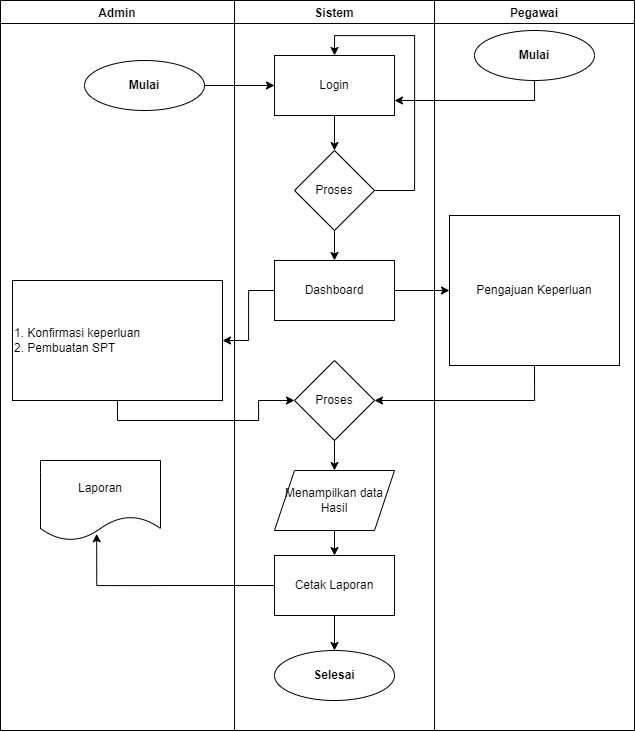 Admin
Sistem
Pegawai
Mulai
Login
Mulai
Proses
Dashboard
Pengajuan Keperluan
1. Konfirmasi keperluan
2. Pembuatan SPT
Proses
Laporan
Menampilkan data
Hasil
Cetak Laporan
Selesai